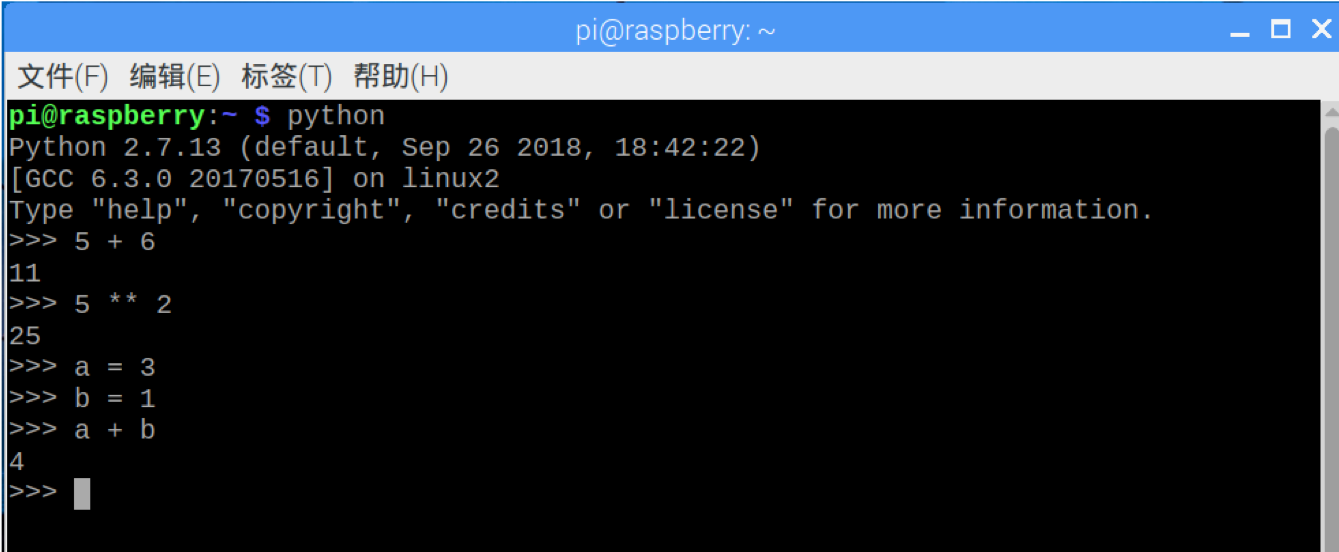 pi@raspberry: ~
文件(F) 编辑(E) 标签(T) 帮助(H)
pi@raspberry:~ $ python
Python 2.7.13 (default, Sep 26 2018, 18:42:22)
[GCC 6.3.0 20170516] on linux2
Type "help", "copyright", "credits" or "license" for more information.
>>> 5 + 6
11
>>> 5 ** 2
25
>>> a = 3
>>> b = 1
>>> a + b
4
>>>